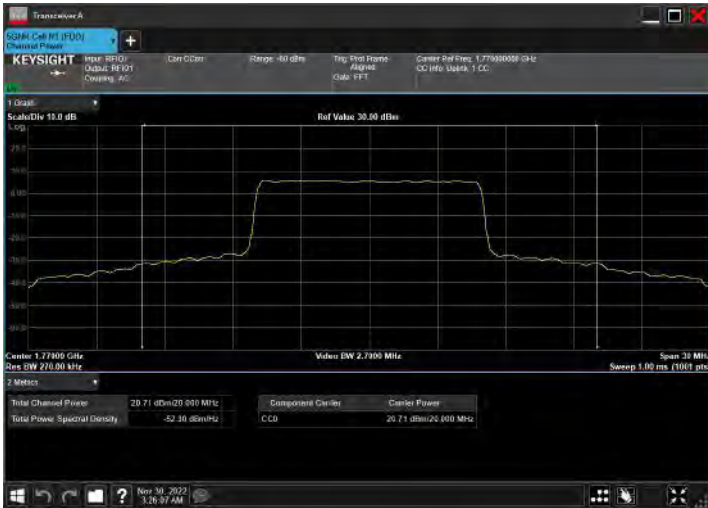 Transceiver A
5GNR Cell N3 (FDD)
Channel Power
KEYSIGHT
Input: RFIO1
Output: RFIO1
Coupling: AC
Corr CCorr
Range: -80 dBm
Trig: Prot Frame
Aligned
Gate: FFT
Carrier Ref Freq: 1.770000000 GHz
CC Info: Uplink, 1 CC
1 Graph
Scale/Div 10.0 dB
Ref Value 30.00 dBm
Log
Center 1.77000 GHz
Video BW 2.7000 MHz
Span 30 MHz
Res BW 270.00 kHz
Sweep 1.00 ms (1001 pts
2 Metrics
Total Channel Power
20.71 dBm/20.000 MHz
Total Power Spectral Density
-52.30 dBm/Hz
Component Carrier
Carrier Power
CC0
20.71 dBm/20.000 MHz
Nov 30, 2022
3:26:07 AM